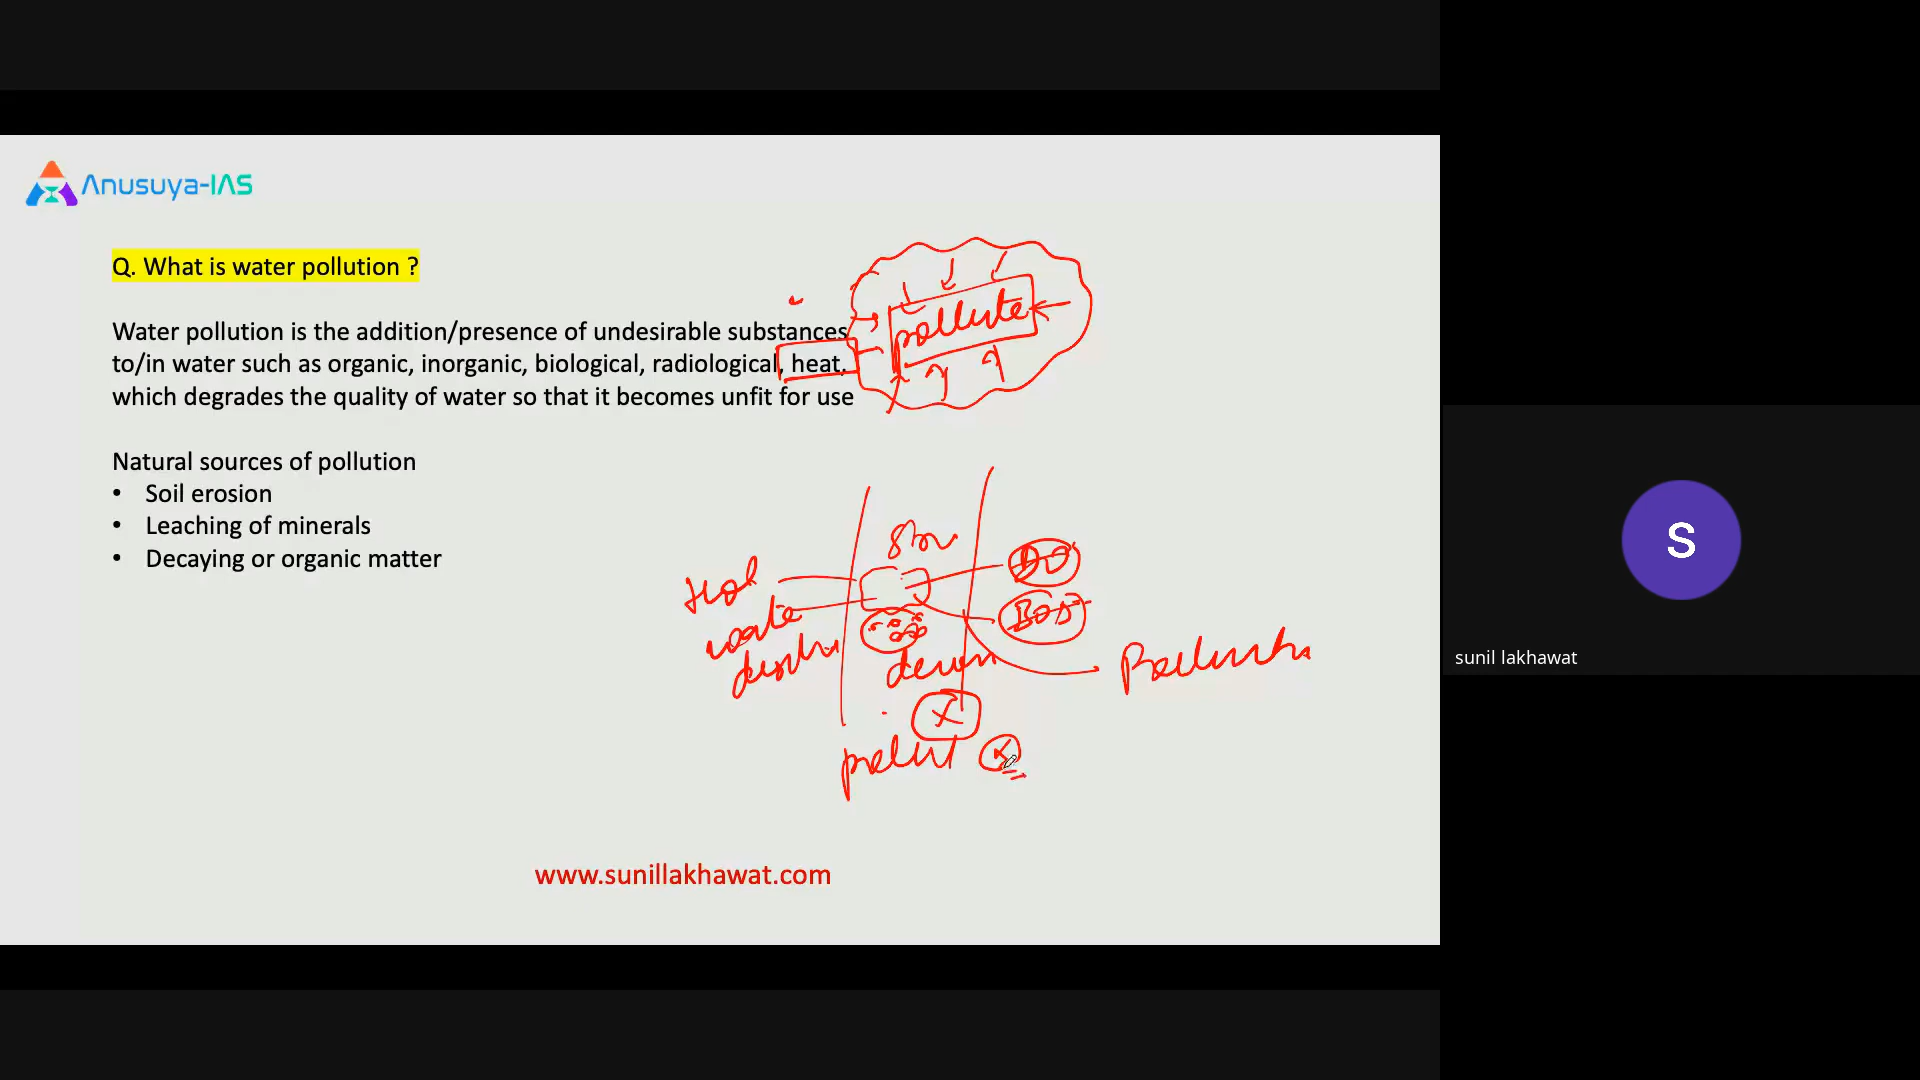 Anusuya-IAS
Q. What is water pollution ?
Water pollution is the addition/presence of undesirable substances
to/in water such as organic, inorganic, biological, radiological, heat,
which degrades the quality of water so that it becomes unfit for use
pollute
Natural sources of pollution
• Soil erosion
• Leaching of minerals
• Decaying or organic matter
DO
Hot
BOD
waste
X
www.sunillakhawat.com
S
sunil lakhawat